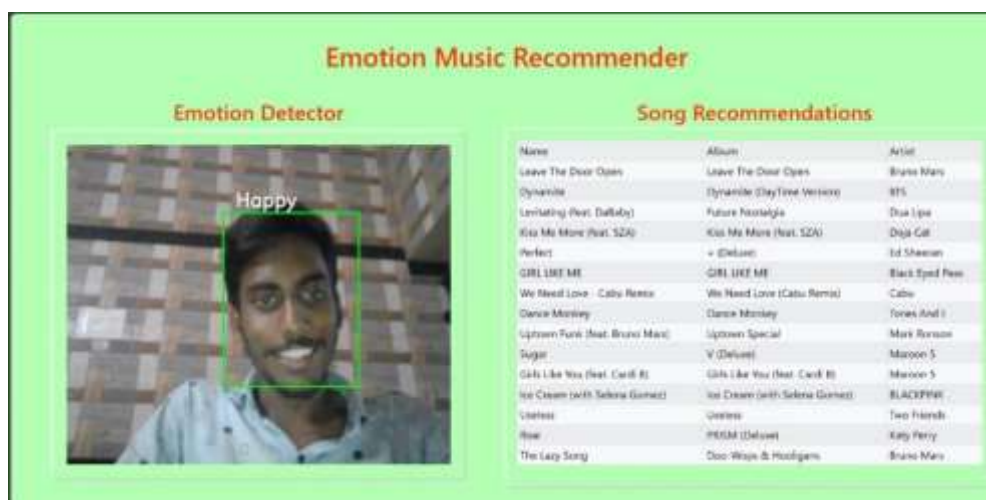 Emotion Music Recommender
Emotion Detector
Happy
Song Recommendations
Name Album Artist
Leave The Door Open Leave The Door Open Bruno Mars
Dynamite Dynamite (DayTime Version) BTS
Levitating (feat. DaBaby) Future Nostalgia Dua Lipa
Kiss Me More (feat. SZA) Kiss Me More (feat. SZA) Doja Cat
Perfect ÷ (Deluxe) Ed Sheeran
GIRL LIKE ME GIRL LIKE ME Black Eyed Peas
We Need Love - Cabu Remix We Need Love (Cabu Remix) Cabu
Dance Monkey Dance Monkey Tones And I
Uptown Funk (feat. Bruno Mars) Uptown Special Mark Ronson
Sugar V (Deluxe) Maroon 5
Girls Like You (feat. Cardi B) Girls Like You (feat. Cardi B) Maroon 5
Ice Cream (with Selena Gomez) Ice Cream (with Selena Gomez) BLACKPINK
Useless Useless Two Friends
Roar PRISM (Deluxe) Katy Perry
The Lazy Song Doo-Wops & Hooligans Bruno Mars